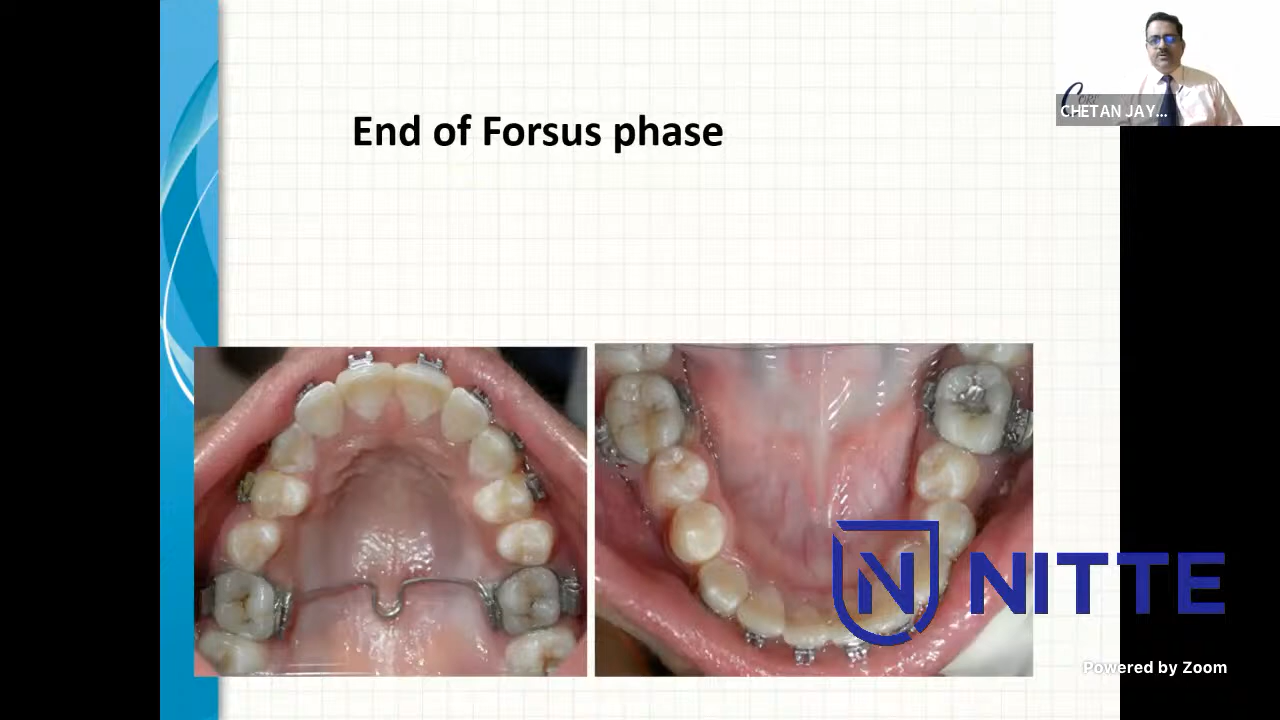 End of Forsus phase
CHETAN JAY...
N NITTE
Powered by Zoom